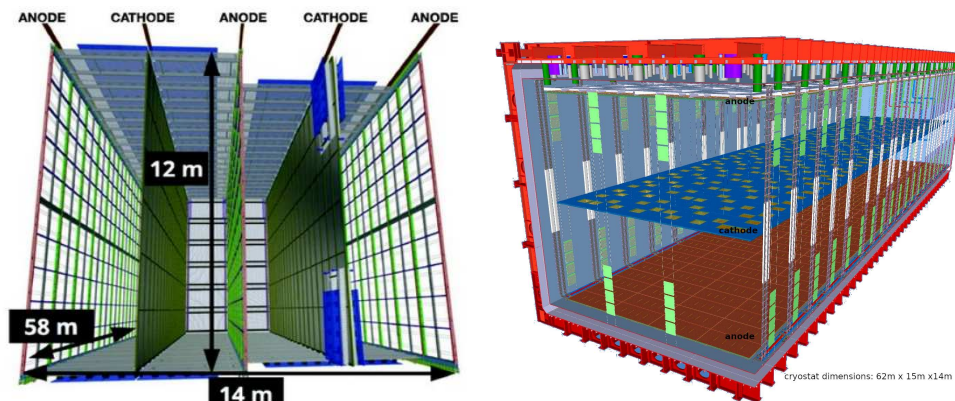 ANODE CATHODE ANODE CATHODE ANODE
12 m
58 m
14 m
anode
cathode
anode
cryostat dimensions: 62m x 15m x14m